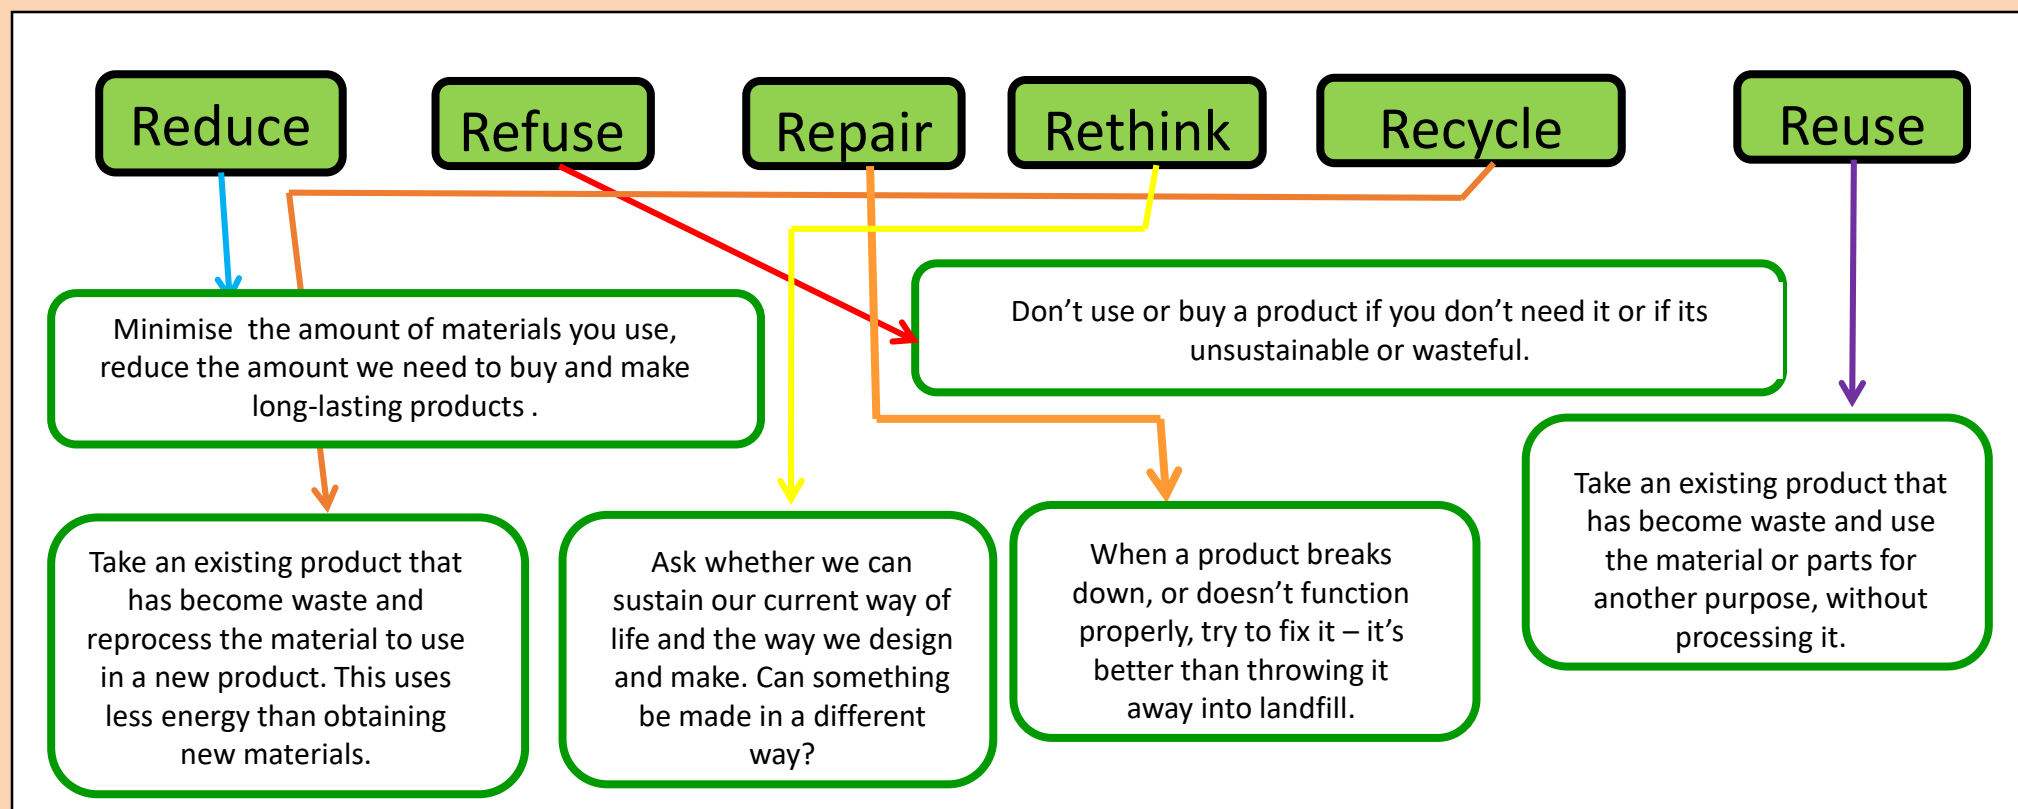 Reduce
Refuse
Repair
Rethink
Recycle
Reuse
Minimise  the amount of materials you use,
reduce the amount we need to buy and make
long-lasting products .
Don’t use or buy a product if you don’t need it or if its
unsustainable or wasteful.
Take an existing product that
has become waste and
reprocess the material to use
in a new product. This uses
less energy than obtaining
new materials.
Ask whether we can
sustain our current way of
life and the way we design
and make. Can something
be made in a different
way?
When a product breaks
down, or doesn’t function
properly, try to fix it – it’s
better than throwing it
away into landfill.
Take an existing product that
has become waste and use
the material or parts for
another purpose, without
processing it.